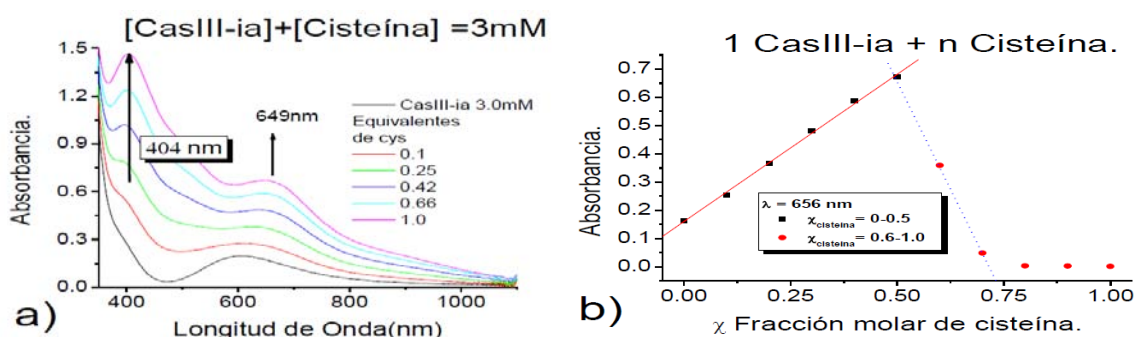 [CasIII-ia]+[Cisteína] =3mM
1.5
1.2
0.9
0.6
0.3
0.0
Absorbancia.
404 nm
649nm
CasIII-ia 3.0mM
Equivalentes
de cys
0.1
0.25
0.42
0.66
1.0
400 600 800 1000
a)
Longitud de Onda(nm)
1 CasIII-ia + n Cisteína.
0.7
0.6
0.5
0.4
0.3
0.2
0.1
0.0
Absorbancia.
λ = 656 nm
χcisteína= 0-0.5
χcisteína= 0.6-1.0
0.00 0.25 0.50 0.75 1.00
b)
χ Fracción molar de cisteína.